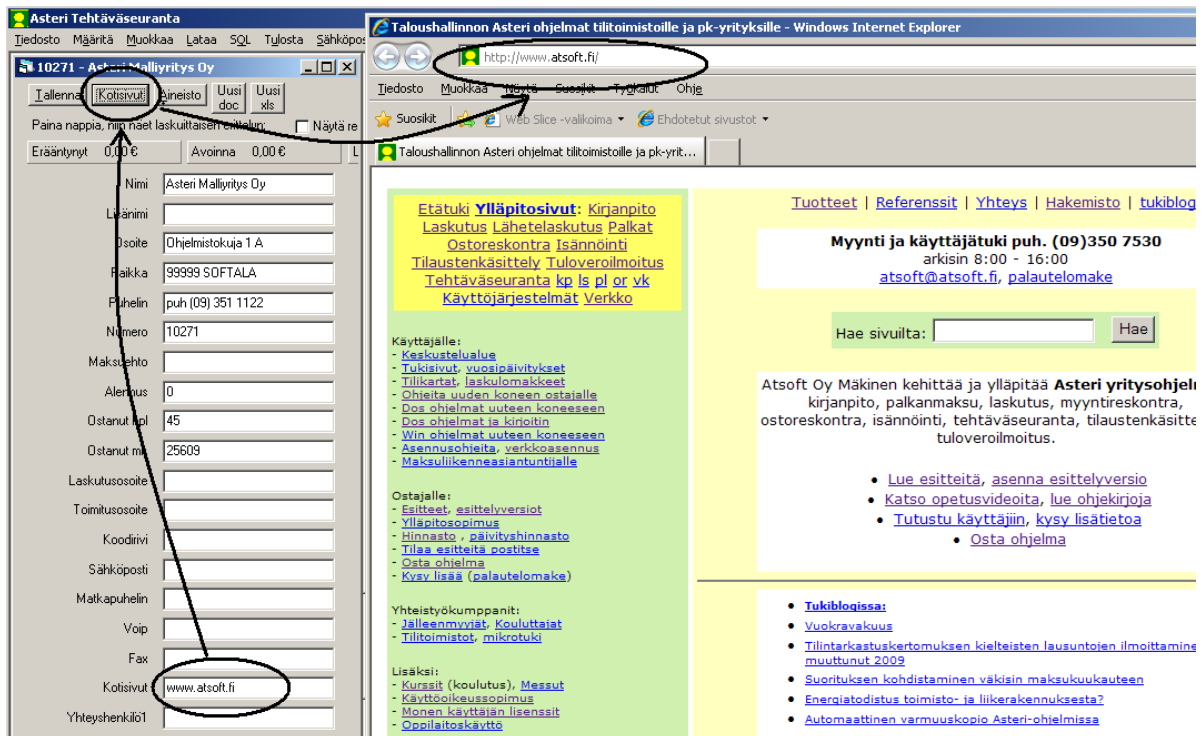 Asteri Tehtäväseuranta
Tiedosto Määritä Muokkaa Lataa SQL Tulosta Sähköpos
10271 - Asteri Malliyritys Oy
Tallenna Kotisivut Aineisto Uusi doc Uusi xls
Paina nappia, niin näet laskuittaisen erittelyn: Näytä re
Erääntynyt 0,00 € Avoinna 0,00 € L
Nimi Asteri Malliyritys Oy
Lisänimi
Osoite Ohjelmistokuja 1 A
Paikka 99999 SOFTALA
Puhelin puh (09) 351 1122
Numero 10271
Maksuehto
Alennus 0
Ostanut kpl 45
Ostanut mk 25609
Laskutusosoite
Toimitusosoite
Koodirivi
Sähköposti
Matkapuhelin
Voip
Fax
Kotisivut www.atsoft.fi
Yhteyshenkilö1
Taloushallinnon Asteri ohjelmat tilitoimistoille ja pk-yrityksille - Windows Internet Explorer
http://www.atsoft.fi/
Tiedosto Muokkaa Näytä Suosikit Työkalut Ohje
Suosikit Web Slice -valikoima Ehdotetut sivustot
Taloushallinnon Asteri ohjelmat tilitoimistoille ja pk-yrit...
Etätuki Ylläpitosivut: Kirjanpito
Laskutus Lähetelaskutus Palkat
Ostoreskontra Isännöinti
Tilaustenkäsittely Tuloveroilmoitus
Tehtäväseuranta kp ls pl or vk
Käyttöjärjestelmät Verkko
Käyttäjälle:
- Keskustelualue
- Tukisivut, vuosipäivitykset
- Tilikartat, laskulomakkeet
- Ohjeita uuden koneen ostajalle
- Dos ohjelmat uuteen koneeseen
- Dos ohjelmat ja kirjoitin
- Win ohjelmat uuteen koneeseen
- Asennusohjeita, verkkoasennus
- Maksuliikenneasiantuntijalle
Ostajalle:
- Esitteet, esittelyversiot
- Ylläpitosopimus
- Hinnasto , päivityshinnasto
- Tilaa esitteitä postitse
- Osta ohjelma
- Kysy lisää (palautelomake)
Yhteistyökumppanit:
- Jälleenmyyjät, Kouluttajat
- Tilitoimistot, mikrotuki
Lisäksi:
- Kurssit (koulutus), Messut
- Käyttöoikeussopimus
- Monen käyttäjän lisenssit
- Oppilaitoskäyttö
Tuotteet | Referenssit | Yhteys | Hakemisto | tukiblog
Myynti ja käyttäjätuki puh. (09)350 7530
arkisin 8:00 - 16:00
atsoft@atsoft.fi, palautelomake
Hae sivuilta: Hae
Atsoft Oy Mäkinen kehittää ja ylläpitää Asteri yritysohjelm
kirjanpito, palkanmaksu, laskutus, myyntireskontra,
ostoreskontra, isännöinti, tehtäväseuranta, tilaustenkäsitte
tuloveroilmoitus.
• Lue esitteitä, asenna esittelyversio
• Katso opetusvideoita, lue ohjekirjoja
• Tutustu käyttäjiin, kysy lisätietoa
• Osta ohjelma
• Tukiblogissa:
• Vuokravakuus
• Tilintarkastuskertomuksen kielteisten lausuntojen ilmoittamine
muuttunut 2009
• Suorituksen kohdistaminen väkisin maksukuukauteen
• Energiatodistus toimisto- ja liikerakennuksesta?
• Automaattinen varmuuskopio Asteri-ohjelmissa